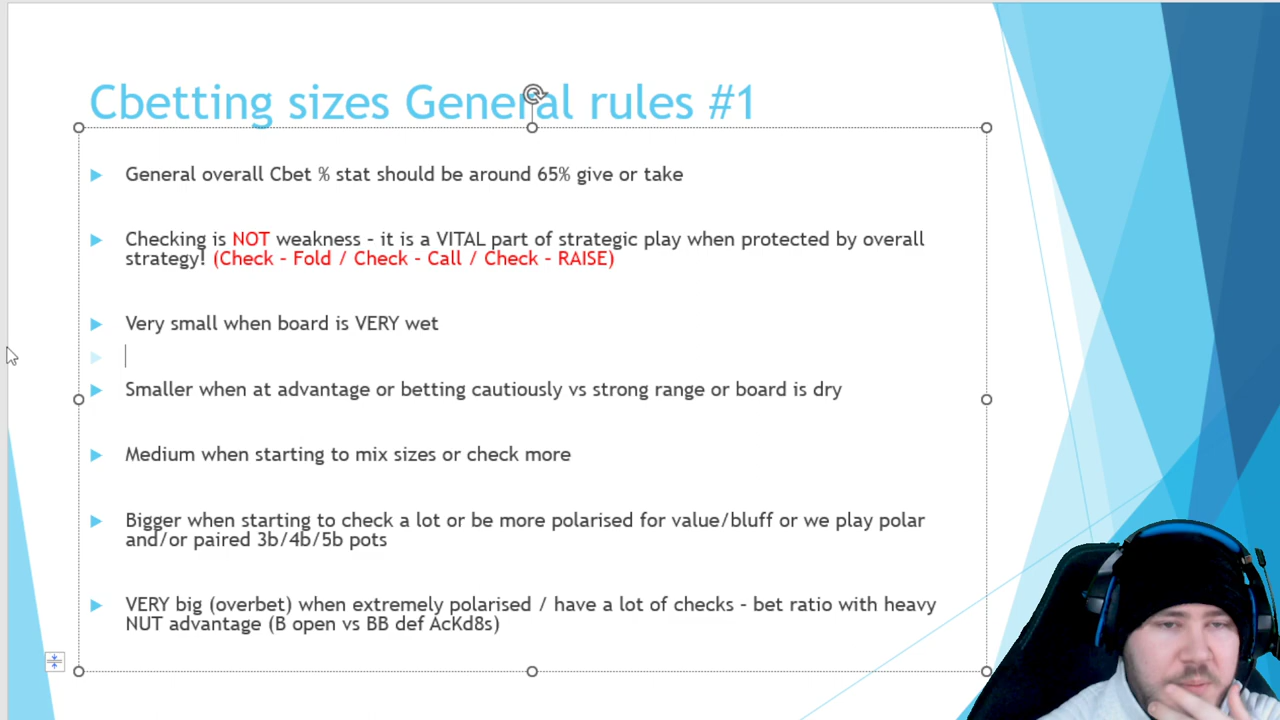 Cbetting sizes General rules #1
General overall Cbet % stat should be around 65% give or take
Checking is NOT weakness – it is a VITAL part of strategic play when protected by overall
strategy! (Check – Fold / Check – Call / Check – RAISE)
Very small when board is VERY wet
Smaller when at advantage or betting cautiously vs strong range or board is dry
Medium when starting to mix sizes or check more
Bigger when starting to check a lot or be more polarised for value/bluff or we play polar
and/or paired 3b/4b/5b pots
VERY big (overbet) when extremely polarised / have a lot of checks – bet ratio with heavy
NUT advantage (B open vs BB def AcKd8s)